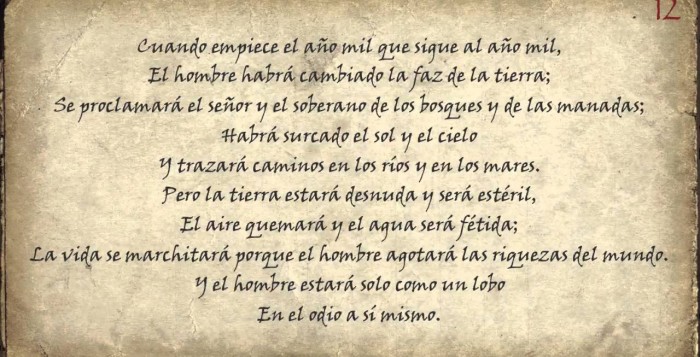 12
Cuando empiece el año mil que sigue al año mil,
El hombre habrá cambiado la faz de la tierra;
Se proclamará el señor y el soberano de los bosques y de las manadas;
Habrá surcado el sol y el cielo
Y trazará caminos en los ríos y en los mares.
Pero la tierra estará desnuda y será estéril,
El aire quemará y el agua será fétida;
La vida se marchitará porque el hombre agotará las riquezas del mundo.
Y el hombre estará solo como un lobo
En el odio a sí mismo.